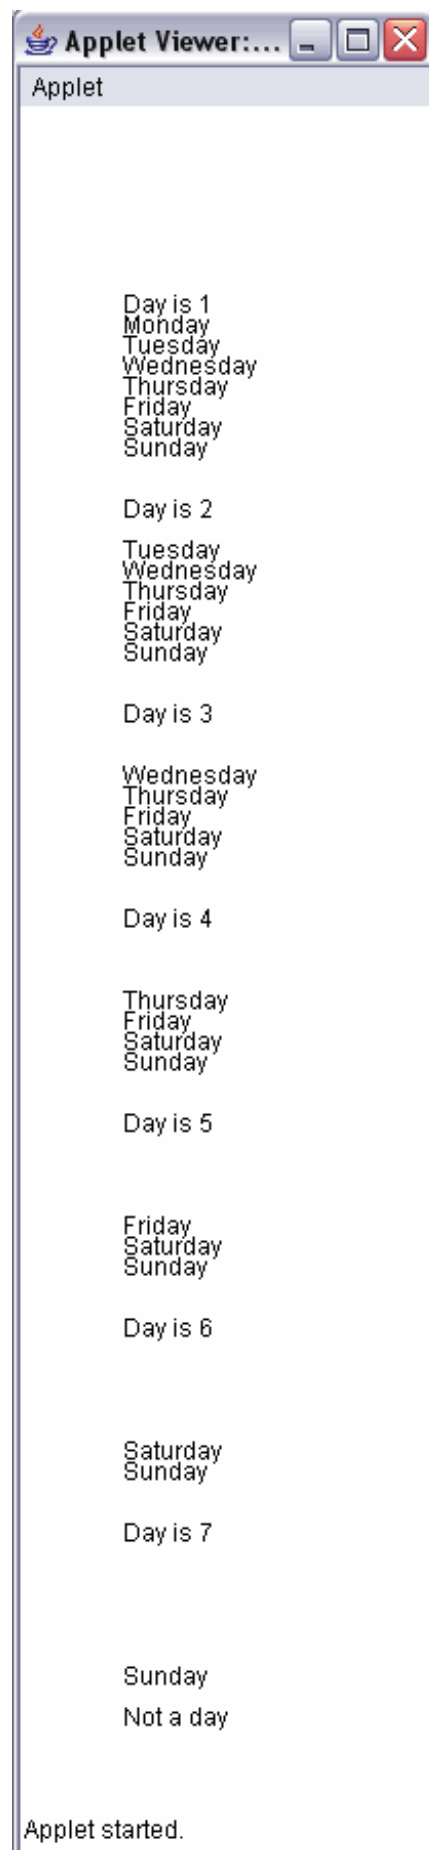 Applet Viewer:...
Applet
Day is 1
Monday
Tuesday
Wednesday
Thursday
Friday
Saturday
Sunday
Day is 2
Tuesday
Wednesday
Thursday
Friday
Saturday
Sunday
Day is 3
Wednesday
Thursday
Friday
Saturday
Sunday
Day is 4
Thursday
Friday
Saturday
Sunday
Day is 5
Friday
Saturday
Sunday
Day is 6
Saturday
Sunday
Day is 7
Sunday
Not a day
Applet started.